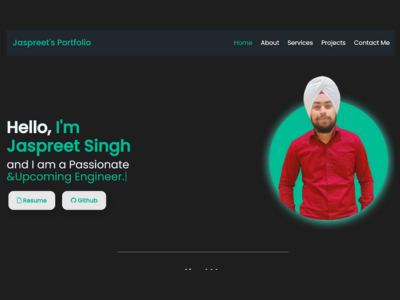 Jaspreet's Portfolio
Home About Services Projects Contact Me
Hello, I'm
Jaspreet Singh
and I am a Passionate
&Upcoming Engineer.|
Resume Github